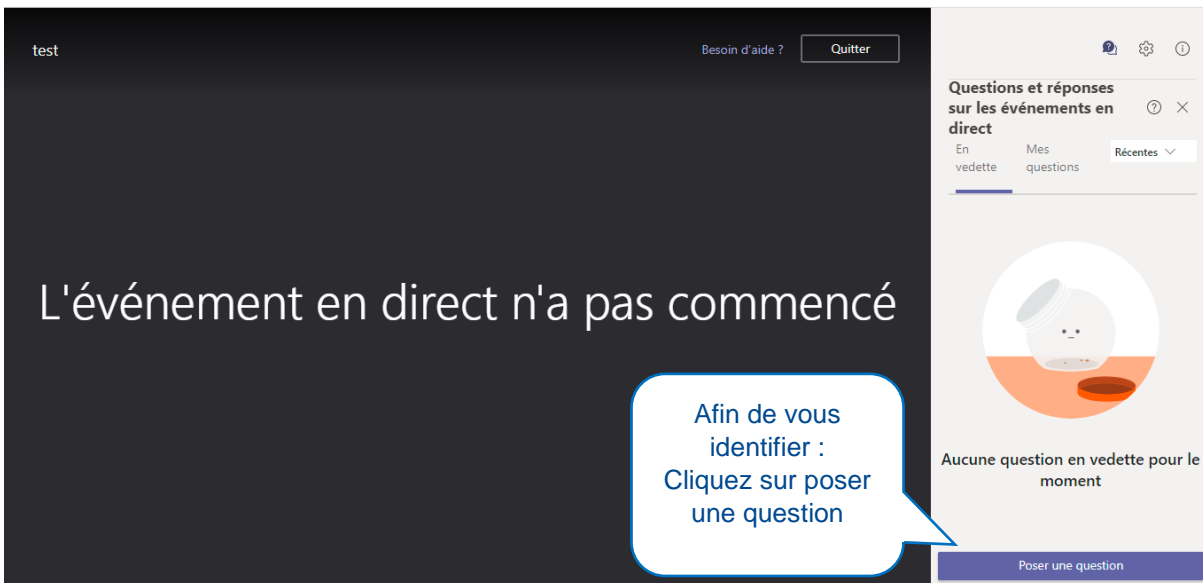 test
Besoin d'aide ?
Quitter
L'événement en direct n'a pas commencé
Afin de vous
identifier :
Cliquez sur poser
une question
Questions et réponses
sur les événements en
direct
En
vedette
Mes
questions
Récentes
Aucune question en vedette pour le
moment
Poser une question